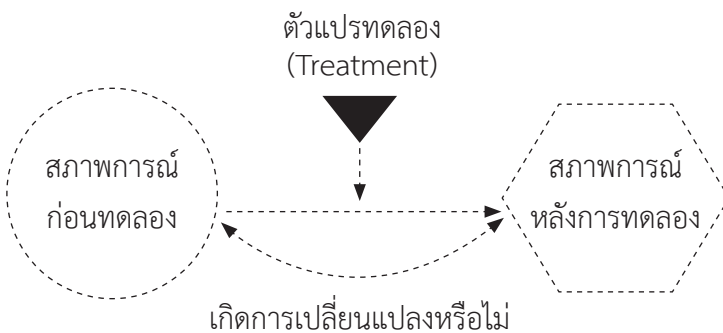 ตัวแปรทดลอง
(Treatment)
สภาพการณ์
ก่อนทดลอง
สภาพการณ์
หลังการทดลอง
เกิดการเปลี่ยนแปลงหรือไม่